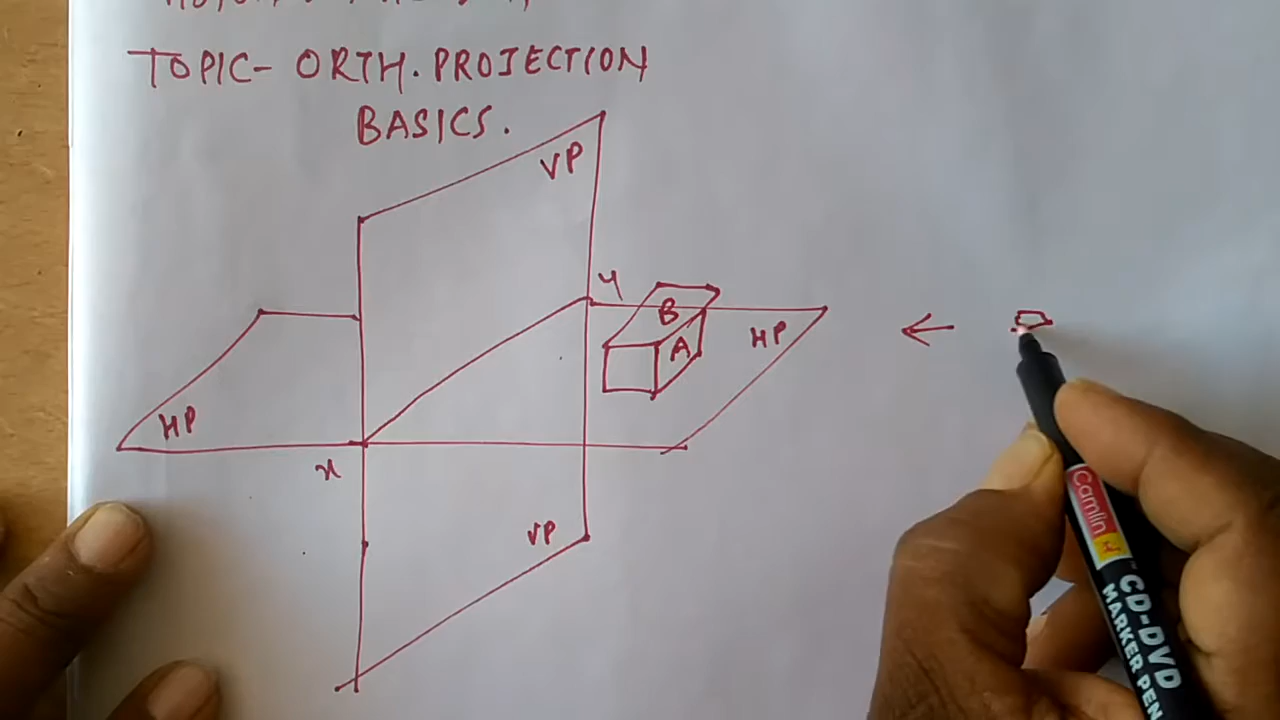 TOPIC- ORTH. PROJECTION
BASICS.
VP
y
B
A
HP
HP
x
VP
Camlin
CD-DVD
MARKER PEN